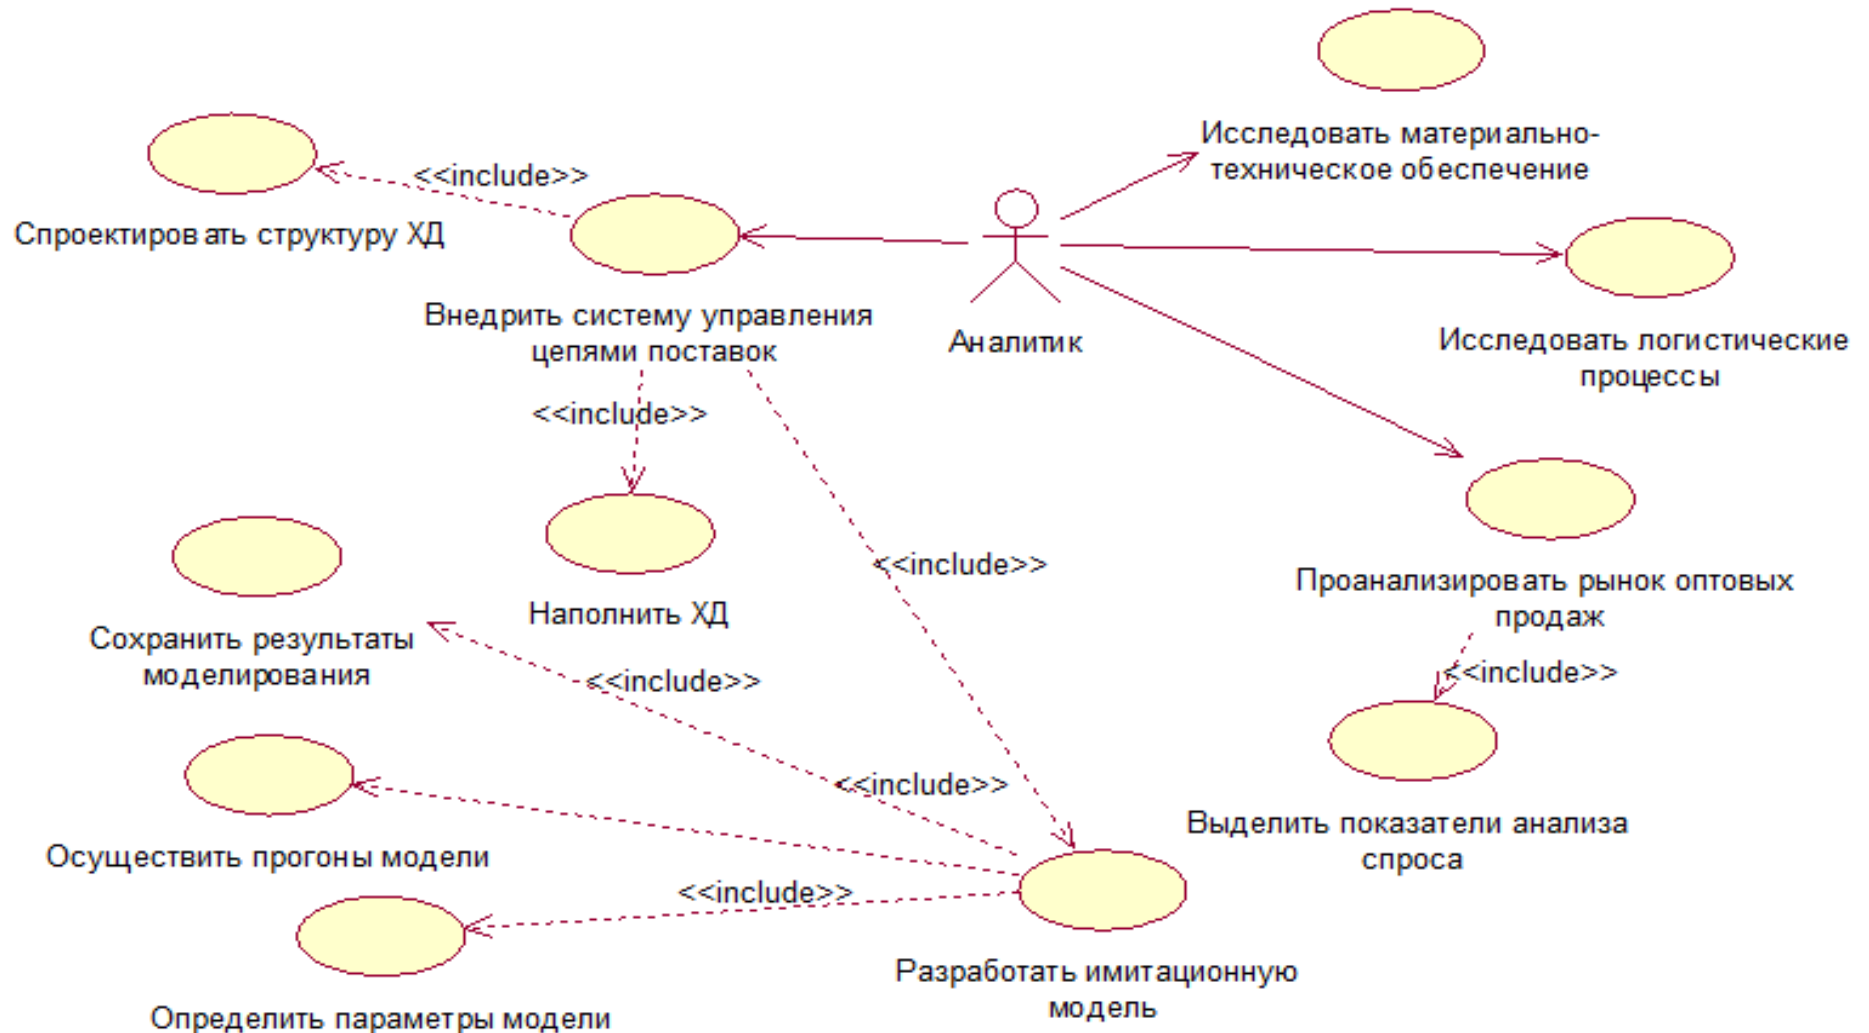 Исследовать материально-
техническое обеспечение
<<include>>
Спроектировать структуру ХД
Внедрить систему управления
цепями поставок
Аналитик
Исследовать логистические
процессы
<<include>>
<<include>>
Наполнить ХД
Проанализировать рынок оптовых
продаж
Сохранить результаты
моделирования
<<include>>
<<include>>
<<include>>
Выделить показатели анализа
спроса
Осуществить прогоны модели
<<include>>
Разработать имитационную
модель
Определить параметры модели